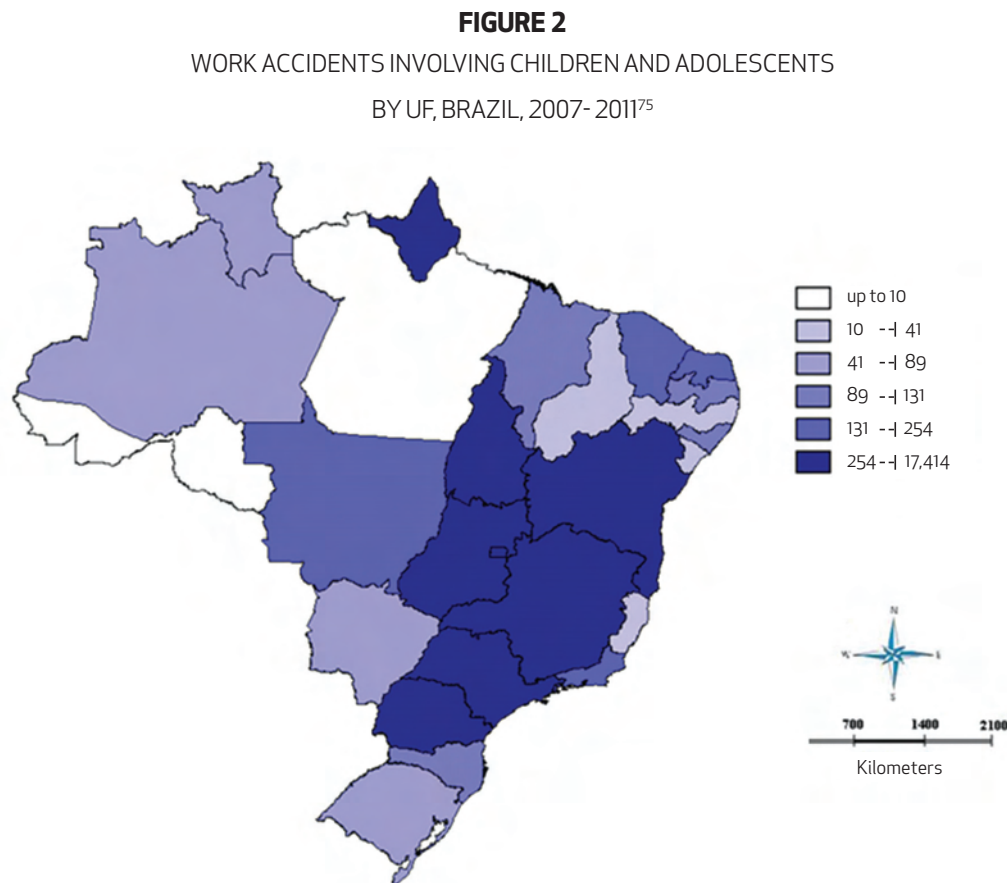 FIGURE 2
WORK ACCIDENTS INVOLVING CHILDREN AND ADOLESCENTS
BY UF, BRAZIL, 2007- 2011⁷⁵
up to 10
10 --| 41
41 --| 89
89 --| 131
131 --| 254
254 --| 17,414
N
W E
S
700 1400 2100
Kilometers